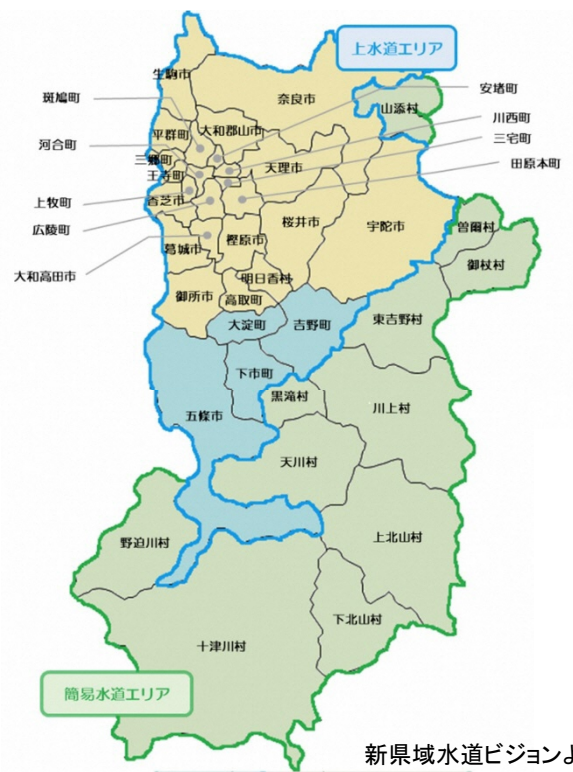 上水道エリア
生駒市
奈良市
安堵町
斑鳩町
山添村
川西町
平群町
大和郡山市
三宅町
河合町
三郷町
天理市
田原本町
王寺町
上牧町
香芝市
桜井市
宇陀市
曽爾村
広陵町
葛城市
橿原市
御杖村
大和高田市
明日香村
御所市
高取町
大淀町
吉野町
東吉野村
下市町
黒滝村
五條市
川上村
天川村
野迫川村
上北山村
十津川村
下北山村
簡易水道エリア
新県域水道ビジョンよ